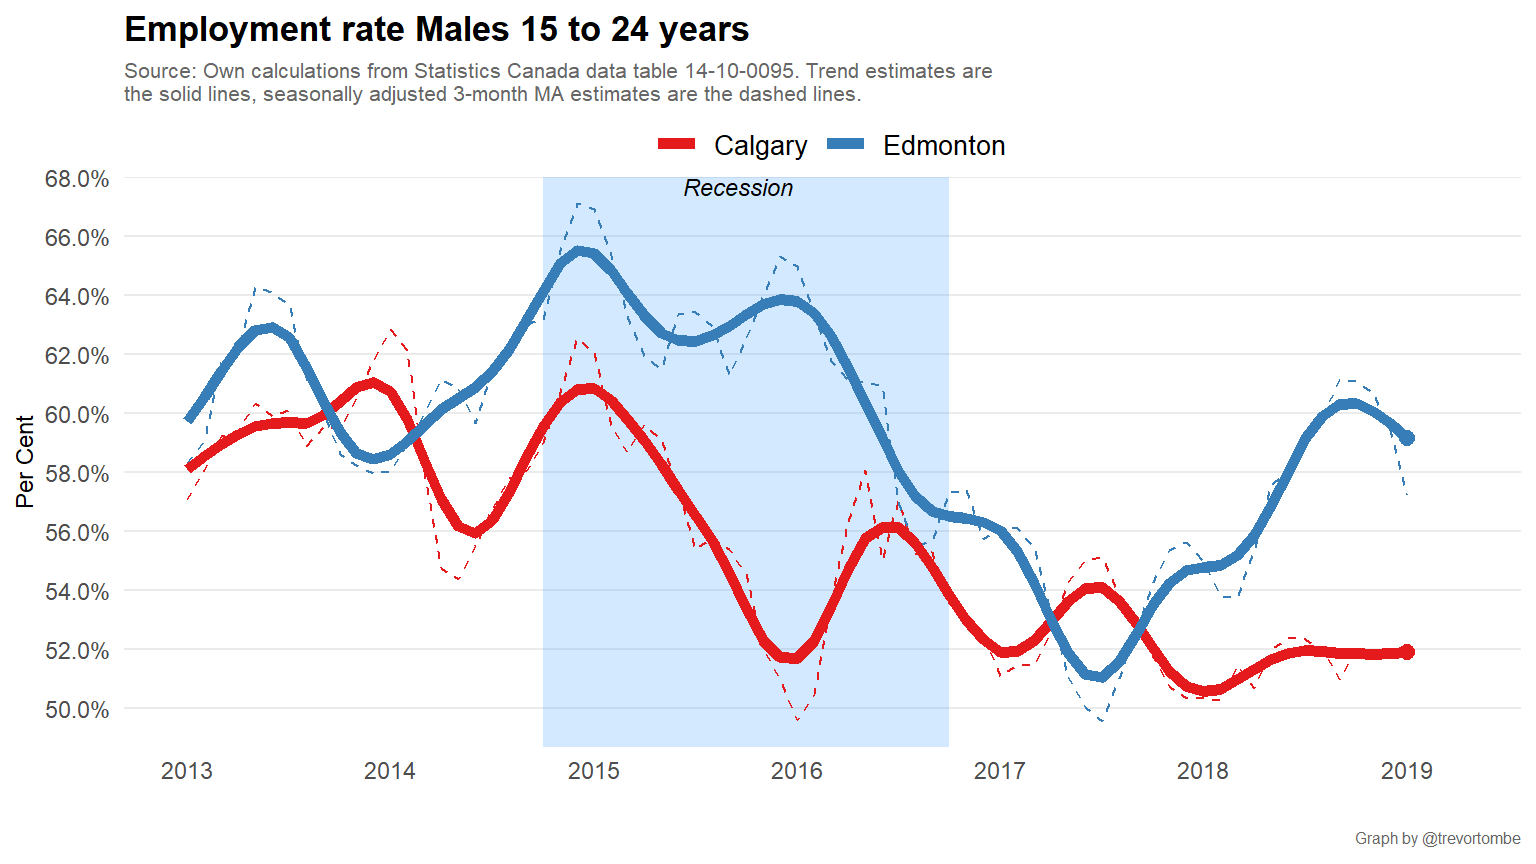 Employment rate Males 15 to 24 years
Source: Own calculations from Statistics Canada data table 14-10-0095. Trend estimates are
the solid lines, seasonally adjusted 3-month MA estimates are the dashed lines.
Calgary Edmonton
Recession
68.0%
66.0%
64.0%
62.0%
60.0%
58.0%
56.0%
54.0%
52.0%
50.0%
Per Cent
2013 2014 2015 2016 2017 2018 2019
Graph by @trevortombe